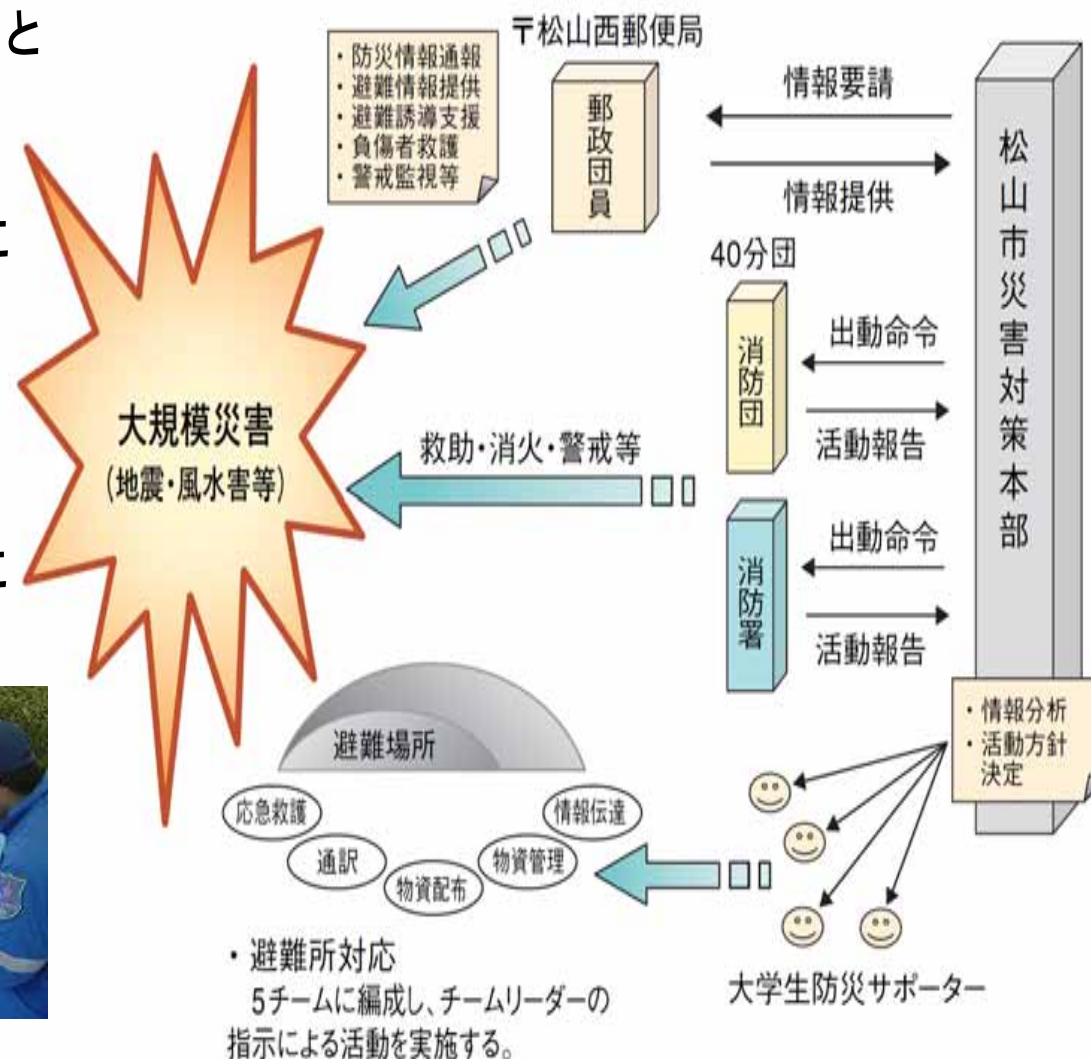 と
〒松山西郵便局
・防災情報通報
・避難情報提供
・避難誘導支援
・負傷者救護
・警戒監視等
郵政団員
情報要請
情報提供
松山市災害対策本部
40分団
消防団
出動命令
活動報告
大規模災害
(地震・風水害等)
救助・消火・警戒等
消防署
出動命令
活動報告
・情報分析
・活動方針
決定
避難場所
応急救護
通訳
物資配布
物資管理
情報伝達
大学生防災サポーター
・避難所対応
5チームに編成し、チームリーダーの
指示による活動を実施する。